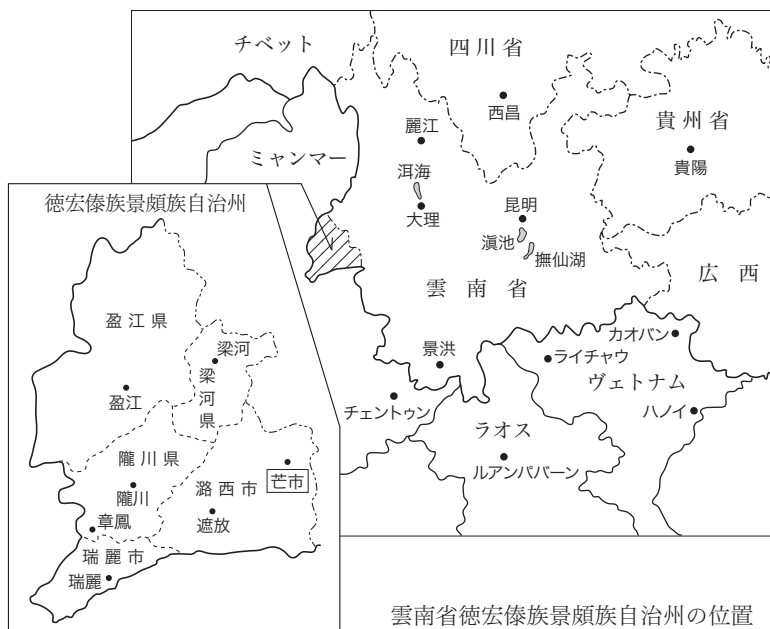 チベット
四川省
西昌
麗江
貴州省
貴陽
ミャンマー
洱海
大理
昆明
滇池
撫仙湖
雲南省
広西
景洪
カオバン
ライチャウ
ヴェトナム
ハノイ
チェントゥン
ラオス
ルアンパバーン
徳宏傣族景頗族自治州
盈江県
梁河
梁河県
盈江
隴川県
隴川
芒市
潞西市
遮放
章鳳
瑞麗市
瑞麗
雲南省徳宏傣族景頗族自治州の位置